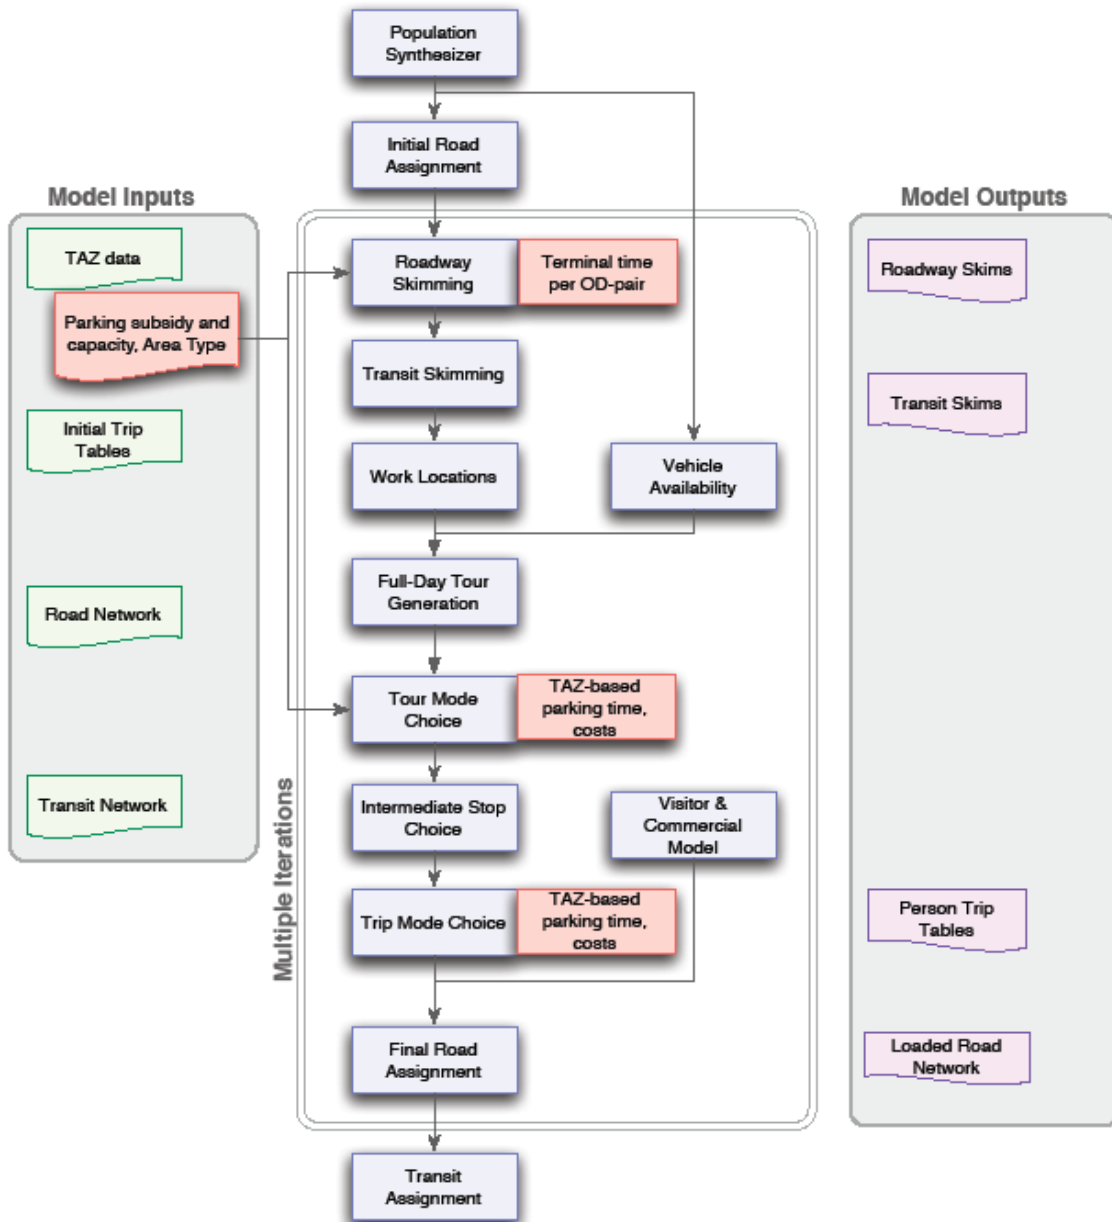 Population
Synthesizer
Initial Road
Assignment
Model Inputs
Model Outputs
TAZ data
Parking subsidy and
capacity, Area Type
Initial Trip
Tables
Road Network
Transit Network
Multiple Iterations
Roadway
Skimming
Terminal time
per OD-pair
Transit Skimming
Work Locations
Vehicle
Availability
Full-Day Tour
Generation
Tour Mode
Choice
TAZ-based
parking time,
costs
Intermediate Stop
Choice
Visitor &
Commercial
Model
Trip Mode Choice
TAZ-based
parking time,
costs
Final Road
Assignment
Transit
Assignment
Roadway Skims
Transit Skims
Person Trip
Tables
Loaded Road
Network